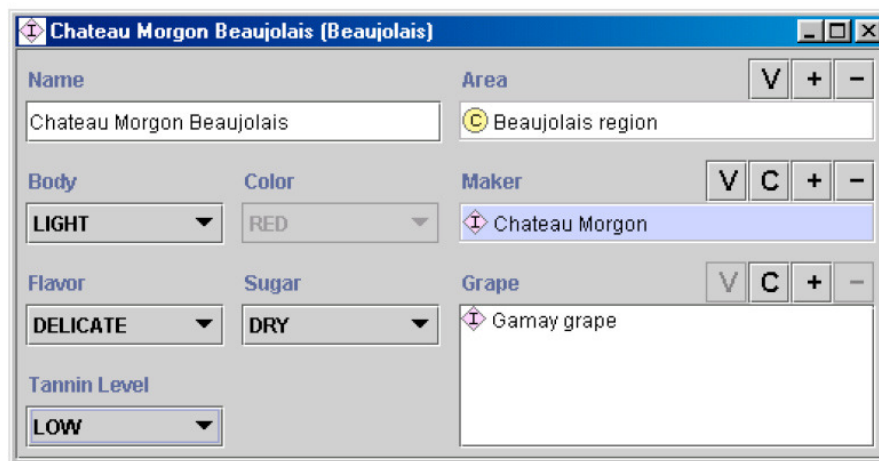 Chateau Morgon Beaujolais (Beaujolais)
Name
Chateau Morgon Beaujolais
Area
V + −
C Beaujolais region
Body
LIGHT
Color
RED
Maker
V C + −
I Chateau Morgon
Flavor
DELICATE
Sugar
DRY
Grape
V C + −
I Gamay grape
Tannin Level
LOW